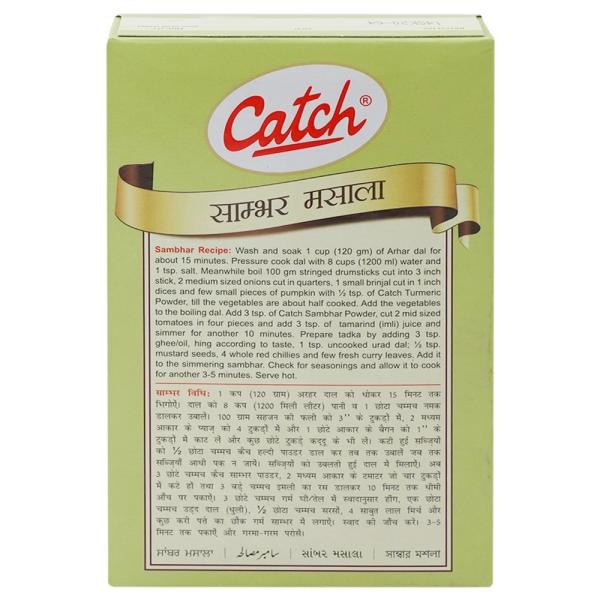 Catch®
साम्भर मसाला
Sambhar Recipe: Wash and soak 1 cup (120 gm) of Arhar dal for
about 15 minutes. Pressure cook dal with 8 cups (1200 ml) water and
1 tsp. salt. Meanwhile boil 100 gm stringed drumsticks cut into 3 inch
stick, 2 medium sized onions cut in quarters, 1 small brinjal cut in 1 inch
dices and few small pieces of pumpkin with ½ tsp. of Catch Turmeric
Powder, till the vegetables are about half cooked. Add the vegetables
to the boiling dal. Add 3 tsp. of Catch Sambhar Powder, cut 2 mid sized
tomatoes in four pieces and add 3 tsp. of tamarind (imli) juice and
simmer for another 10 minutes. Prepare tadka by adding 3 tsp.
ghee/oil, hing according to taste, 1 tsp. uncooked urad dal; ½ tsp.
mustard seeds, 4 whole red chillies and few fresh curry leaves. Add it
to the simmering sambhar. Check for seasonings and allow it to cook
for another 3-5 minutes. Serve hot.
साम्भर विधि: 1 कप (120 ग्राम) अरहर दाल को धोकर 15 मिनट तक
भिगोऐं। दाल को 8 कप (1200 मिली लीटर) पानी व 1 छोटा चम्मच नमक
डालकर उबालें। 100 ग्राम सहजन की फली को 3" के टुकड़ों में, 2 मध्यम
आकार के प्याज़ को 4 टुकड़ों में और 1 छोटे आकार के बैंगन को 1" के
टुकड़ों में काट लें और कुछ छोटे टुकड़े कद्दू के भी लें। कटी हुई सब्ज़ियों
को ½ छोटा चम्मच कैच हल्दी पाउडर डाल कर तब तक उबालें जब तक
सब्ज़ियाँ आधी पक न जायें। सब्ज़ियों को उबलती हुई दाल में मिलाऐं। अब
3 छोटे चम्मच कैच साम्भर पाउडर, 2 मध्यम आकार के टमाटर जो चार टुकड़ों
में कटे हों तथा 3 बड़े चम्मच इमली का रस डालकर 10 मिनट तक धीमी
आँच पर पकाऐं। 3 छोटे चम्मच गर्म घी/तेल में स्वादानुसार हींग, एक छोटा
चम्मच उड़द दाल (धुली), ½ छोटा चम्मच सरसों, 4 साबुत लाल मिर्च और
कुछ करी पत्ते का छौंक गर्म साम्भर में लगाऐं। स्वाद को जाँच करें। 3-5
मिनट तक पकाऐं और गरमा-गरम परोसें।
ਸਾਂਬਰ ਮਸਾਲਾ | سامبر مصالحہ | સાંબર મસાલા | সাম্বার মশলা